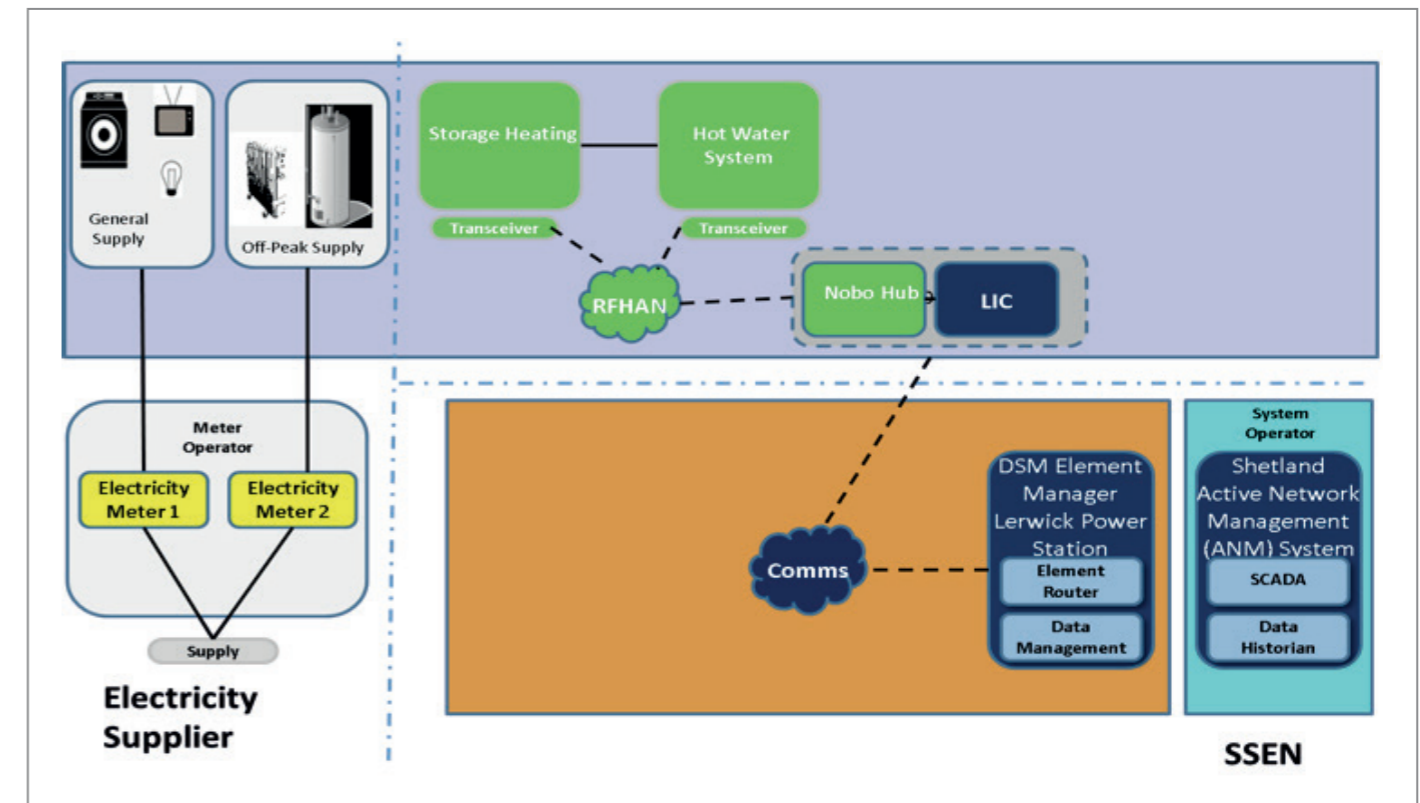 General
Supply
Off-Peak Supply
Storage Heating
Hot Water
System
Transceiver
Transceiver
RFHAN
Nobo Hub
LIC
Meter
Operator
Electricity
Meter 1
Electricity
Meter 2
Supply
Electricity
Supplier
Comms
DSM Element
Manager
Lerwick Power
Station
Element
Router
Data
Management
System
Operator
Shetland
Active Network
Management
(ANM) System
SCADA
Data
Historian
SSEN